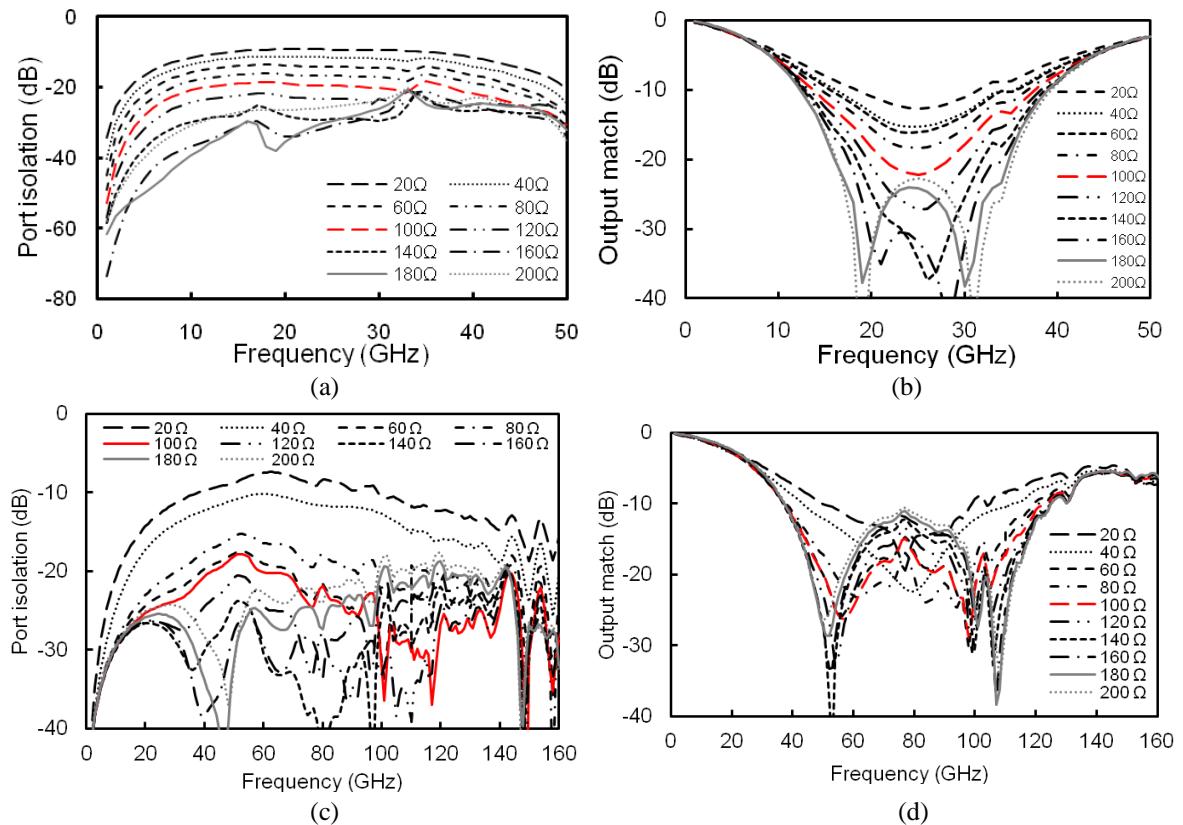 0
-20
-40
-60
-80
Port isolation (dB)
20Ω 40Ω
60Ω 80Ω
100Ω 120Ω
140Ω 160Ω
180Ω 200Ω
0 10 20 30 40 50
Frequency (GHz)
(a)
0
-10
-20
-30
-40
Output match (dB)
20Ω
40Ω
60Ω
80Ω
100Ω
120Ω
140Ω
160Ω
180Ω
200Ω
0 10 20 30 40 50
Frequency (GHz)
(b)
0
-10
-20
-30
-40
Port isolation (dB)
20 Ω 40 Ω 60 Ω 80 Ω
100 Ω 120 Ω 140 Ω 160 Ω
180 Ω 200 Ω
0 20 40 60 80 100 120 140 160
Frequency (GHz)
(c)
0
-10
-20
-30
-40
Output match (dB)
20 Ω
40 Ω
60 Ω
80 Ω
100 Ω
120 Ω
140 Ω
160 Ω
180 Ω
200 Ω
0 20 40 60 80 100 120 140 160
Frequency (GHz)
(d)